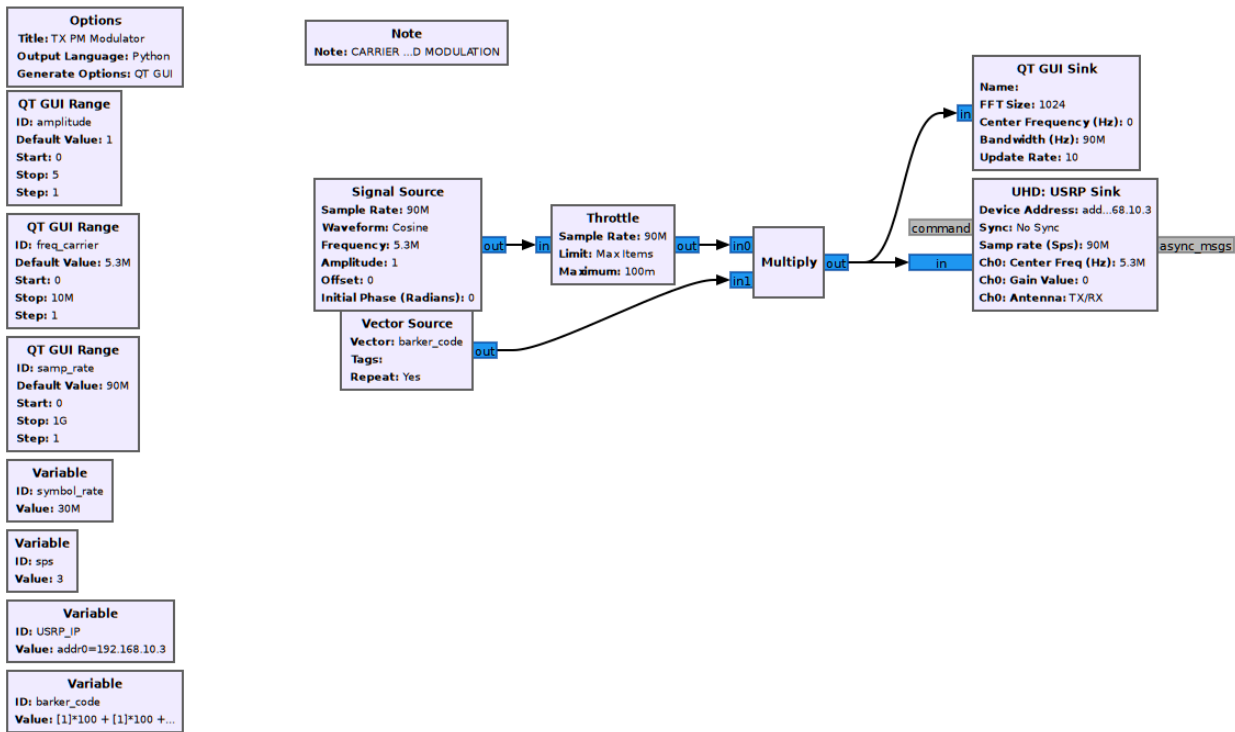 Options
Title: TX PM Modulator
Output Language: Python
Generate Options: QT GUI
Note
Note: CARRIER ...D MODULATION
QT GUI Range
ID: amplitude
Default Value: 1
Start: 0
Stop: 5
Step: 1
QT GUI Range
ID: freq_carrier
Default Value: 5.3M
Start: 0
Stop: 10M
Step: 1
QT GUI Range
ID: samp_rate
Default Value: 90M
Start: 0
Stop: 1G
Step: 1
Variable
ID: symbol_rate
Value: 30M
Variable
ID: sps
Value: 3
Variable
ID: USRP_IP
Value: addr0=192.168.10.3
Variable
ID: barker_code
Value: [1]*100 + [1]*100 +...
Signal Source
Sample Rate: 90M
Waveform: Cosine
Frequency: 5.3M
Amplitude: 1
Offset: 0
Initial Phase (Radians): 0
out
Vector Source
Vector: barker_code
Tags:
Repeat: Yes
out
in
Throttle
Sample Rate: 90M
Limit: Max Items
Maximum: 100m
out
in0
in1
Multiply
out
in
QT GUI Sink
Name:
FFT Size: 1024
Center Frequency (Hz): 0
Bandwidth (Hz): 90M
Update Rate: 10
command
in
UHD: USRP Sink
Device Address: add...68.10.3
Sync: No Sync
Samp rate (Sps): 90M
Ch0: Center Freq (Hz): 5.3M
Ch0: Gain Value: 0
Ch0: Antenna: TX/RX
async_msgs